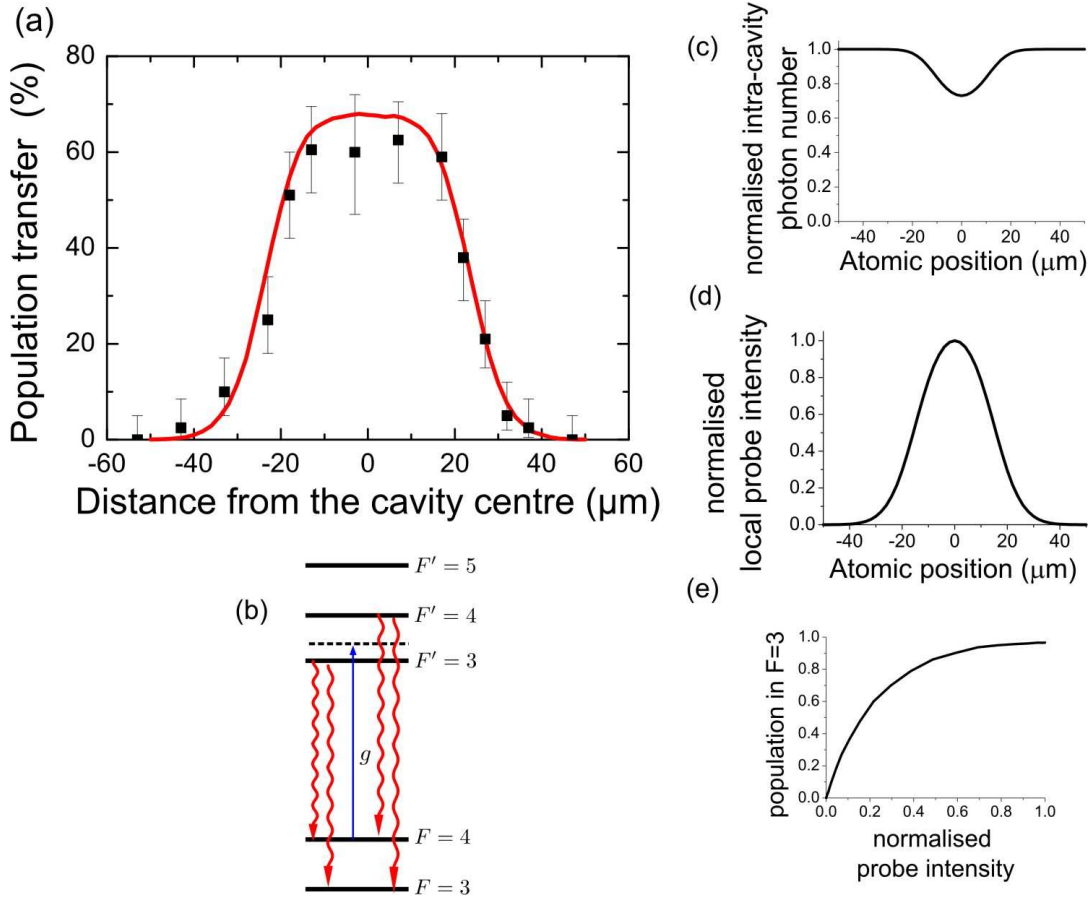 (a)
80
60
40
20
0
Population transfer (%)
-60 -40 -20 0 20 40 60
Distance from the cavity centre (µm)
(b)
F′ = 5
F′ = 4
F′ = 3
g
F = 4
F = 3
(c)
normalised intra-cavity
photon number
1.0
0.8
0.6
0.4
0.2
0.0
-40 -20 0 20 40
Atomic position (µm)
(d)
normalised
local probe intensity
1.0
0.8
0.6
0.4
0.2
0.0
-40 -20 0 20 40
Atomic position (µm)
(e)
population in F=3
1.0
0.8
0.6
0.4
0.2
0.0
0.0 0.2 0.4 0.6 0.8 1.0
normalised
probe intensity